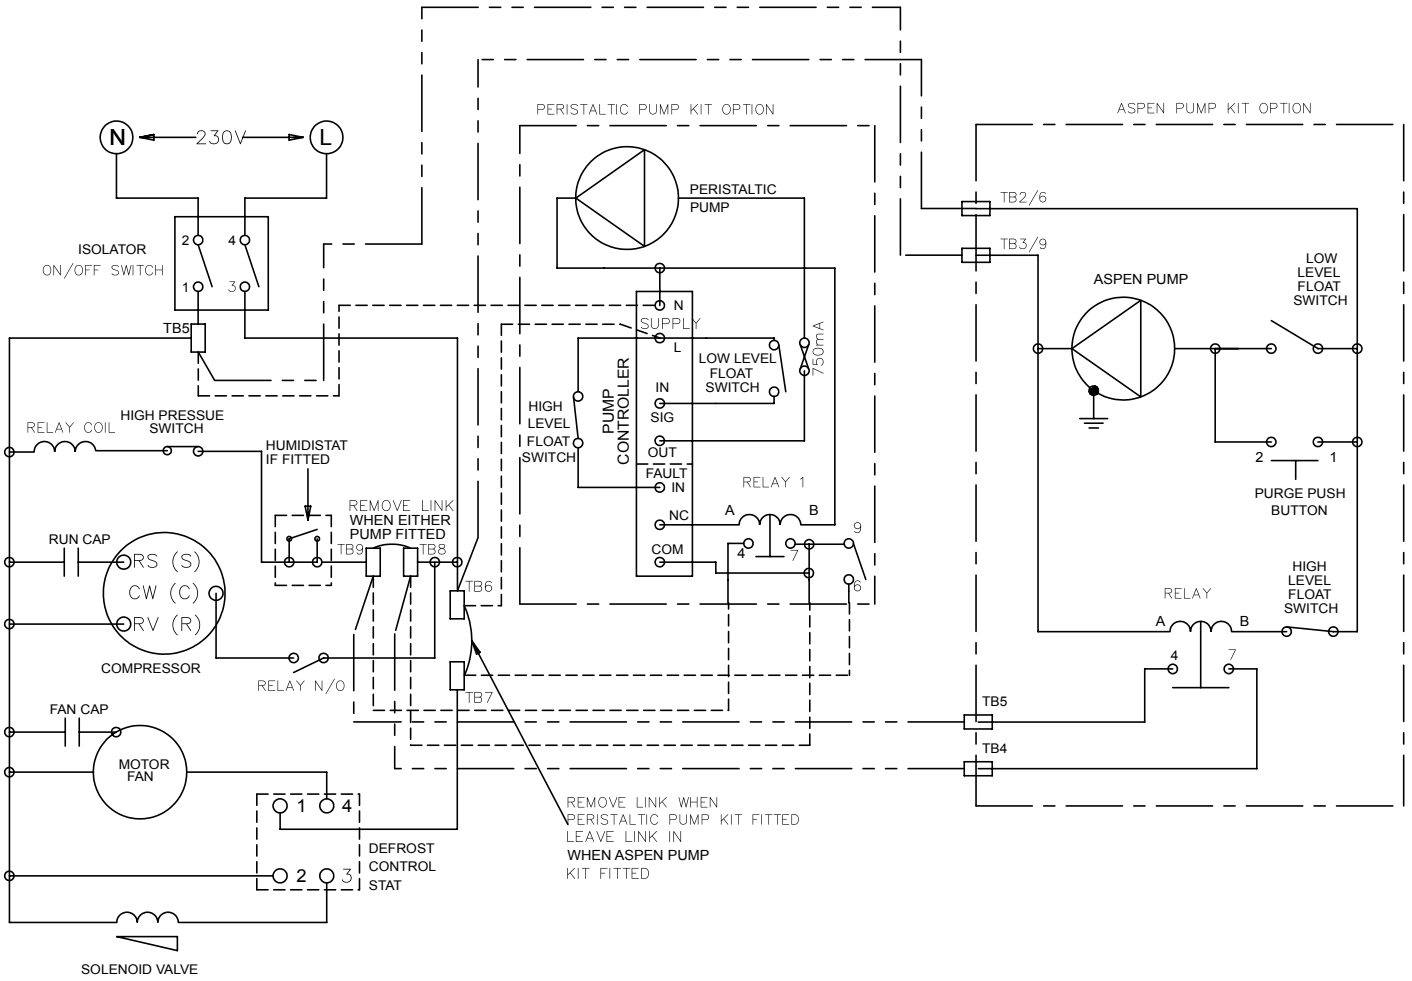 PERISTALTIC PUMP KIT OPTION
ASPEN PUMP KIT OPTION
N
230V
L
PERISTALTIC
PUMP
TB2/6
TB3/9
ISOLATOR
ON/OFF SWITCH
2
4
1
3
TB5
ASPEN PUMP
LOW
LEVEL
FLOAT
SWITCH
N
SUPPLY
L
LOW LEVEL
FLOAT
SWITCH
750mA
PUMP
CONTROLLER
IN
SIG
OUT
FAULT
IN
NC
COM
HIGH
LEVEL
FLOAT
SWITCH
RELAY COIL
HIGH PRESSUE
SWITCH
HUMIDISTAT
IF FITTED
REMOVE LINK
WHEN EITHER
PUMP FITTED
TB9
TB8
RELAY 1
A
B
4
7
9
6
2
1
PURGE PUSH
BUTTON
RUN CAP
RS (S)
CW (C)
RV (R)
COMPRESSOR
RELAY N/O
TB6
TB7
RELAY
A
B
4
7
HIGH
LEVEL
FLOAT
SWITCH
TB5
TB4
FAN CAP
MOTOR
FAN
1
4
2
3
DEFROST
CONTROL
STAT
REMOVE LINK WHEN
PERISTALTIC PUMP KIT FITTED
LEAVE LINK IN
WHEN ASPEN PUMP
KIT FITTED
SOLENOID VALVE